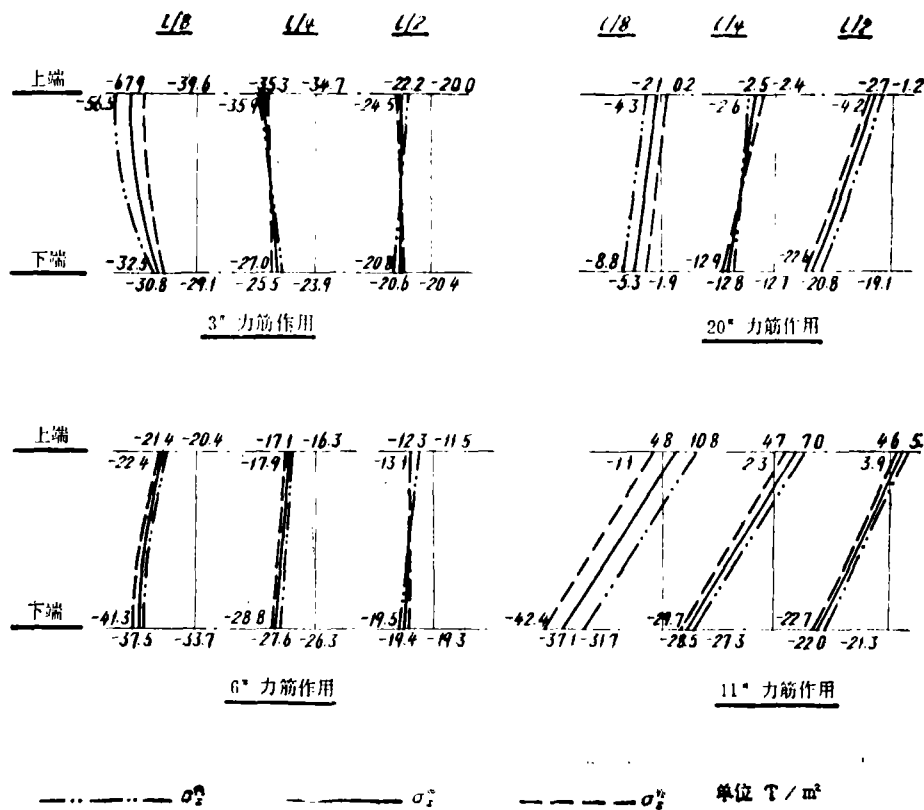 L/8 L/4 L/2 L/8 L/4 L/2
上端 -67.9 -39.6 -35.3 -34.7 -22.2 -20.0 -2.1 0.2 -2.5 -2.4 -2.7 -1.2
-56.5 -35.9 -24.5 -4.3 -2.6 -4.2
下端 -32.5 -27.0 -20.8 -8.8 -12.9 -22.4
-30.8 -29.1 -25.5 -23.9 -20.6 -20.4 -5.3 -1.9 -12.8 -12.7 -20.8 -19.1
3# 力筋作用 20# 力筋作用
上端 -21.4 -20.4 -17.1 -16.3 -12.3 -11.5 4.8 10.8 4.7 7.0 4.6
-22.4 -17.9 -13.1 -1.1 2.3 3.9
下端 -41.3 -28.8 -19.5 -42.4 -29.7 -22.7
-37.5 -33.7 -27.6 -26.3 -19.4 -19.3 -37.1 -31.7 -28.5 -27.3 -22.0 -21.3
6# 力筋作用 11# 力筋作用
单位 T / m²